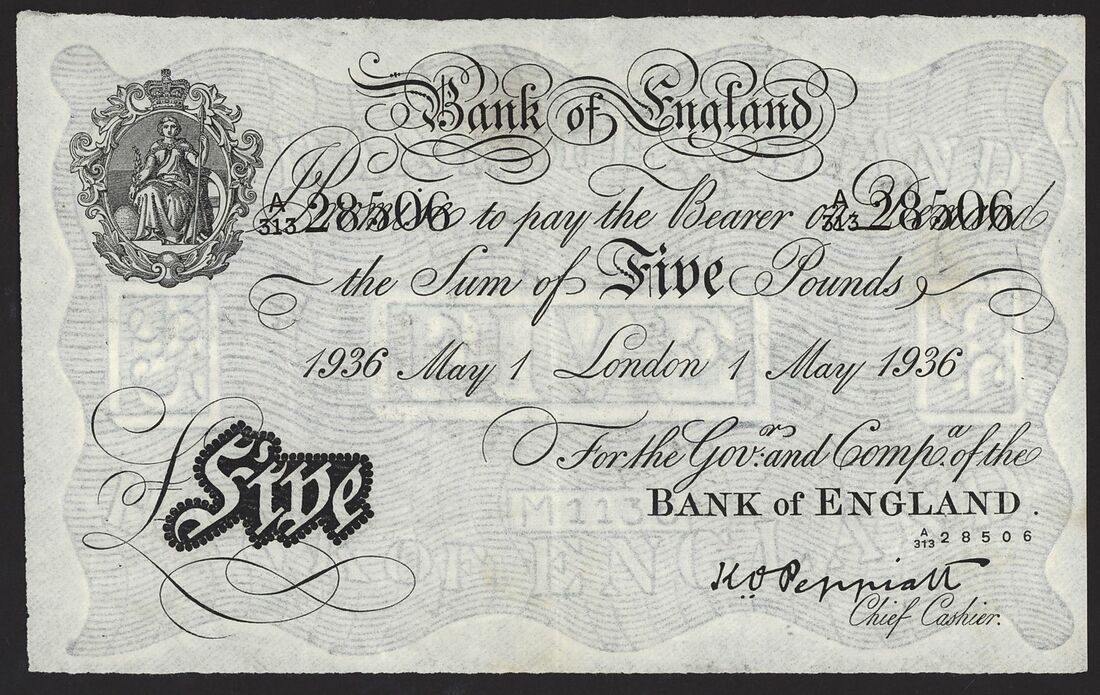 Bank of England
A/313 28506 I Promise to pay the Bearer on Demand A/313 28506
the Sum of Five Pounds
1936 May 1 London 1 May 1936
For the Govʳ: and Compᵃ. of the
Five
BANK of ENGLAND.
A/313 28506
K.O. Peppiatt
Chief Cashier.